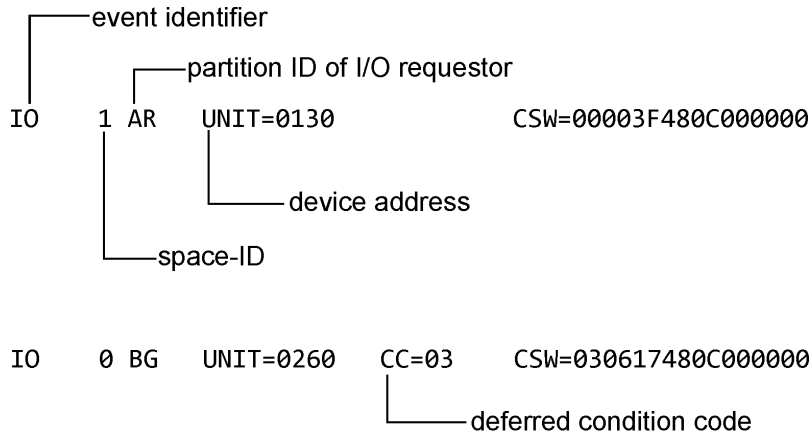 event identifier
partition ID of I/O requestor
IO 1 AR UNIT=0130 CSW=00003F480C000000
device address
space-ID
IO 0 BG UNIT=0260 CC=03 CSW=030617480C000000
deferred condition code